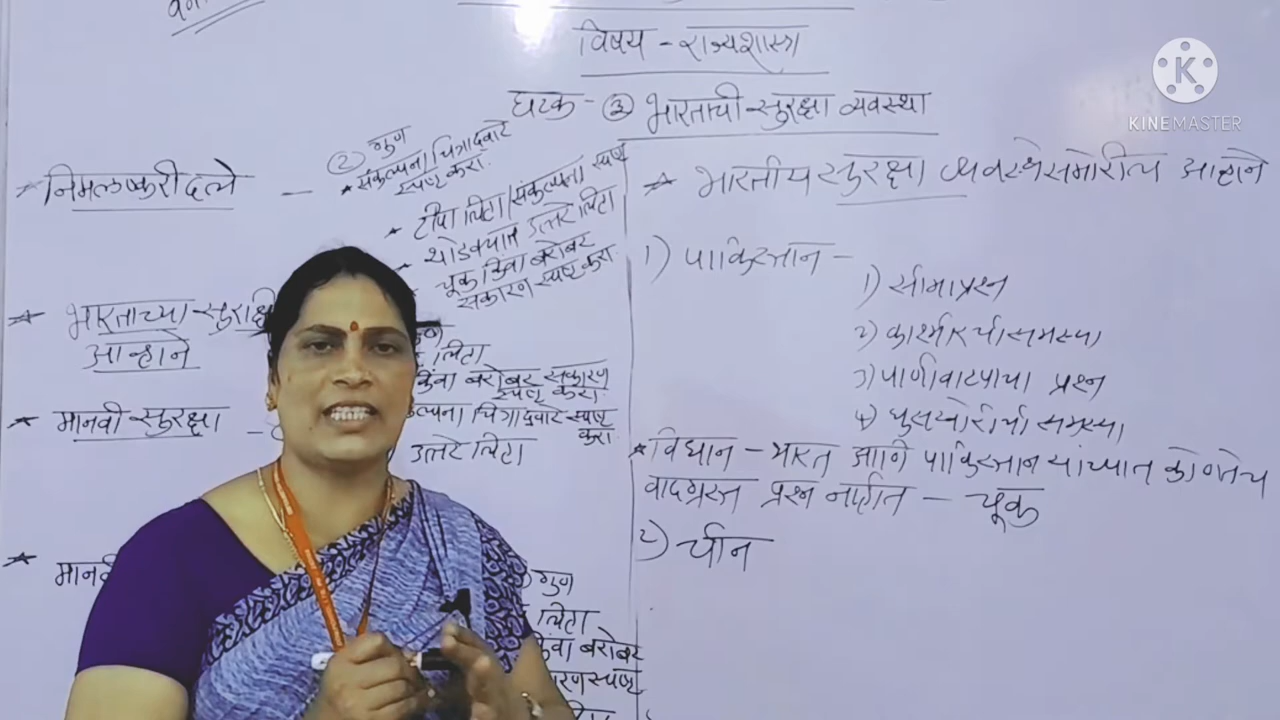 विषय - राज्यशास्त्र
घटक - ③ भारताची सुरक्षा व्यवस्था
KINEMASTER
* निमलष्करी दले -
② गुण
* संकल्पना चित्राद्वारे
स्पष्ट करा.
* टीपा लिहा/संकल्पना स्पष्ट
* थोडक्यात उत्तरे लिहा
चूक किंवा बरोबर
सकारण स्पष्ट करा.
* भारताच्या सुरक्षे
आव्हाने
लिहा
किंवा बरोबर सकारण
स्पष्ट करा.
* मानवी सुरक्षा -
चित्राद्वारे स्पष्ट
करा.
उत्तरे लिहा
*
गुण
लिहा
किंवा बरोबर
स्पष्ट
* भारतीय सुरक्षा व्यवस्थेसमोरील आव्हाने
1) पाकिस्तान -
1) सीमाप्रश्न
2) काश्मीरची समस्या
3) पाणीवाटपाचा प्रश्न
4) घुसखोरीची समस्या
* विधान - भारत आणि पाकिस्तान यांच्यात कोणतेच
वादग्रस्त प्रश्न नाहीत - चूक
2) चीन